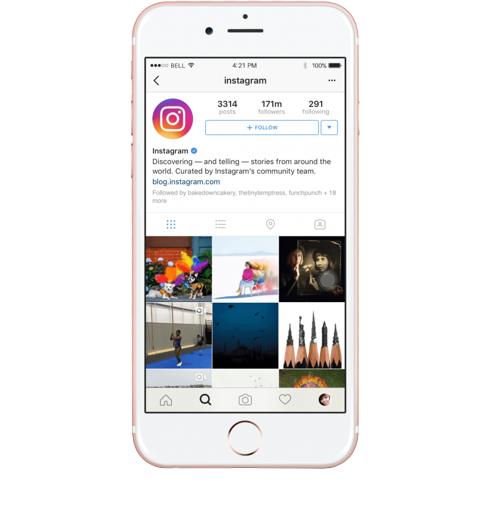 BELL 4:21 PM 100%
instagram
3314 171m 291
posts followers following
+ FOLLOW
Instagram
Discovering — and telling — stories from around the
world. Curated by Instagram's community team.
blog.instagram.com
Followed by bakedowncakery, thetinytemptress, funchpunch + 18
more